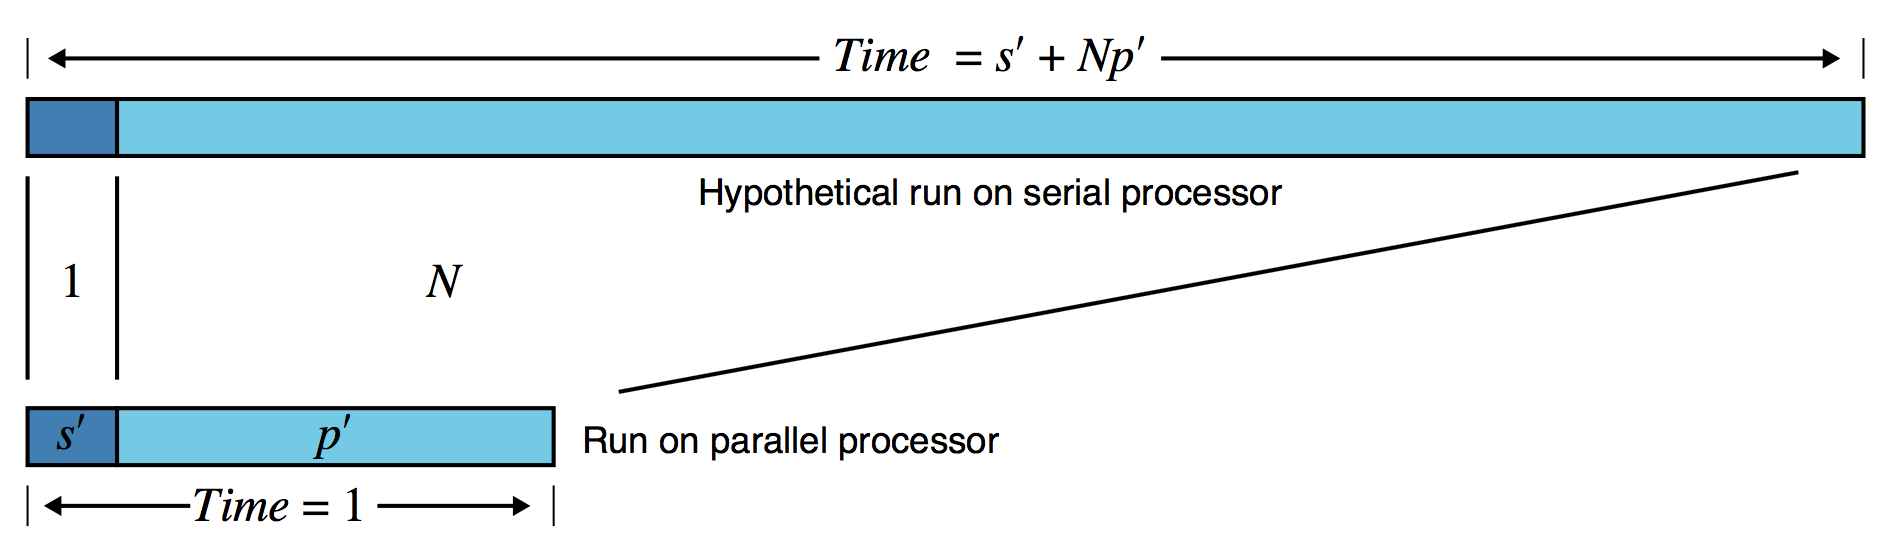 Time = s′ + Np′
Hypothetical run on serial processor
1 N
s′ p′
Run on parallel processor
Time = 1